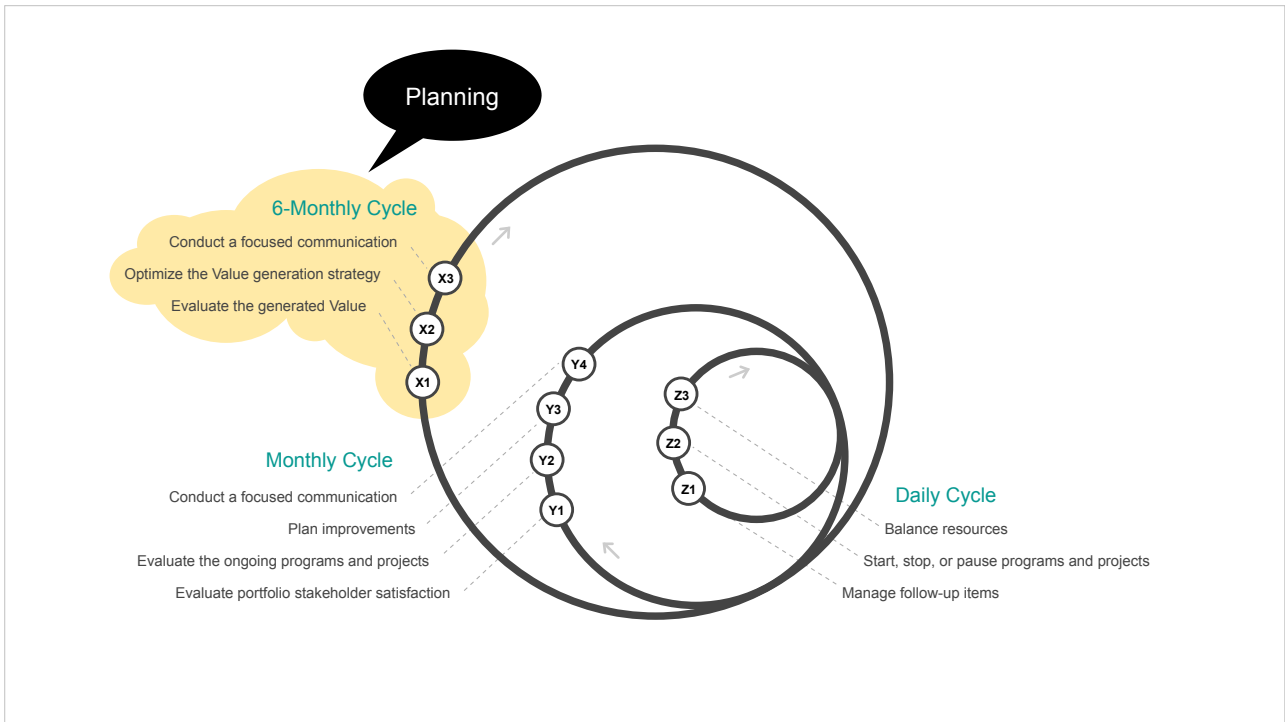 Planning
6-Monthly Cycle
Conduct a focused communication
Optimize the Value generation strategy
Evaluate the generated Value
X3
X2
X1
Monthly Cycle
Conduct a focused communication
Plan improvements
Evaluate the ongoing programs and projects
Evaluate portfolio stakeholder satisfaction
Y4
Y3
Y2
Y1
Z3
Z2
Z1
Daily Cycle
Balance resources
Start, stop, or pause programs and projects
Manage follow-up items